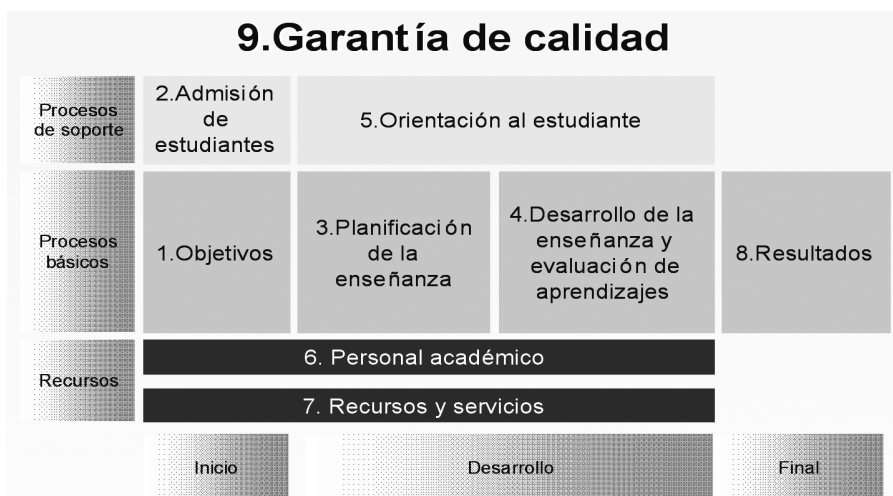 9.Garantía de calidad
Procesos
de soporte
2.Admisión
de
estudiantes
5.Orientación al estudiante
Procesos
básicos
1.Objetivos
3.Planificación
de la
enseñanza
4.Desarrollo de la
enseñanza y
evaluación de
aprendizajes
8.Resultados
Recursos
6. Personal académico
7. Recursos y servicios
Inicio
Desarrollo
Final